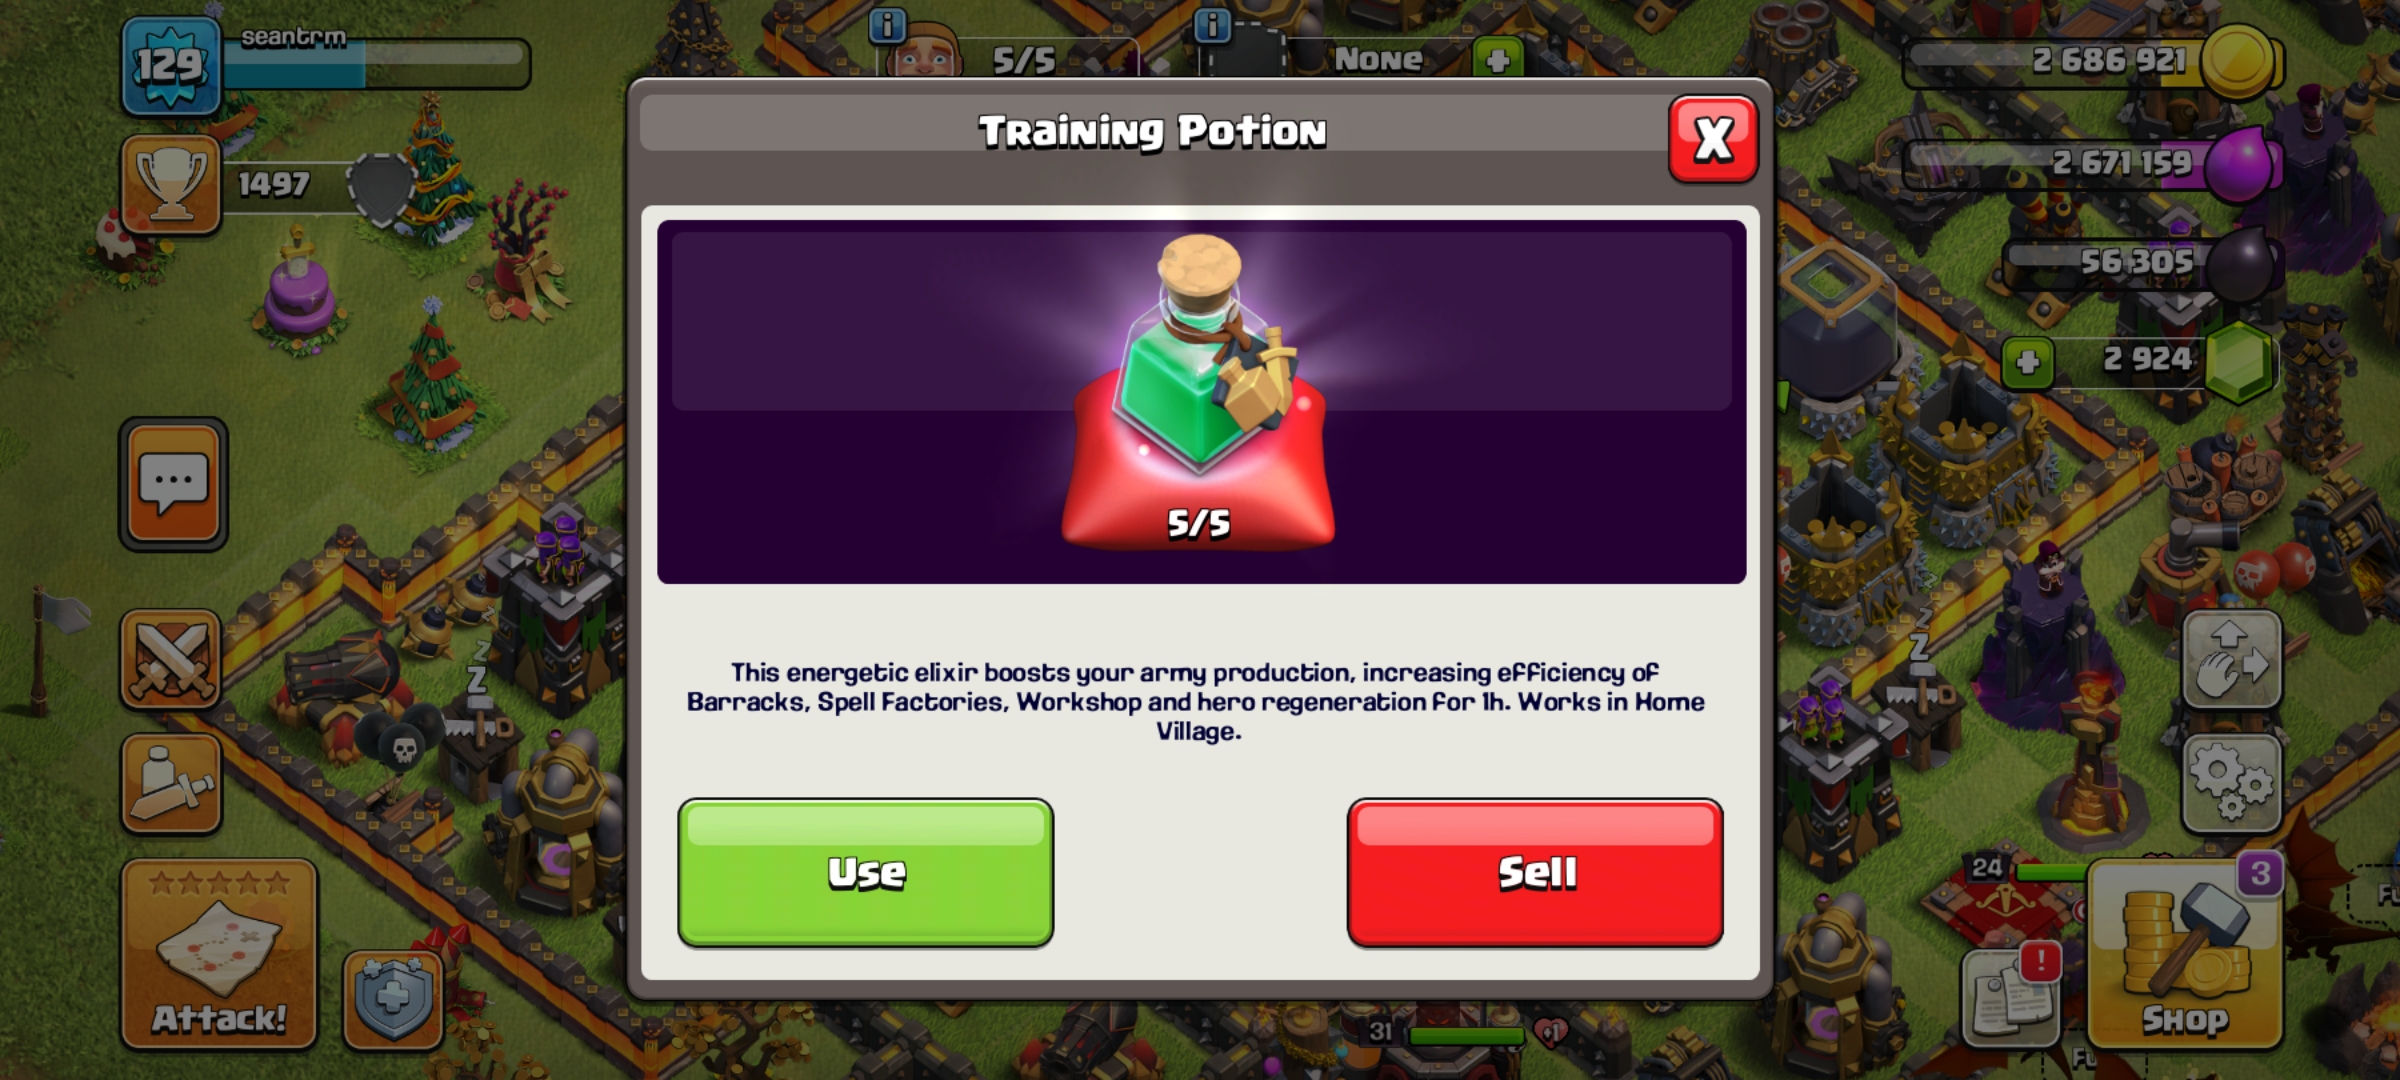 129
seantrm
5/5
None
2 686 921
Training Potion
X
1497
2 671 159
56 305
2 924
5/5
This energetic elixir boosts your army production, increasing efficiency of
Barracks, Spell Factories, Workshop and hero regeneration for 1h. Works in Home
Village.
Use
Sell
24
3
!
Attack!
Shop
31
+1